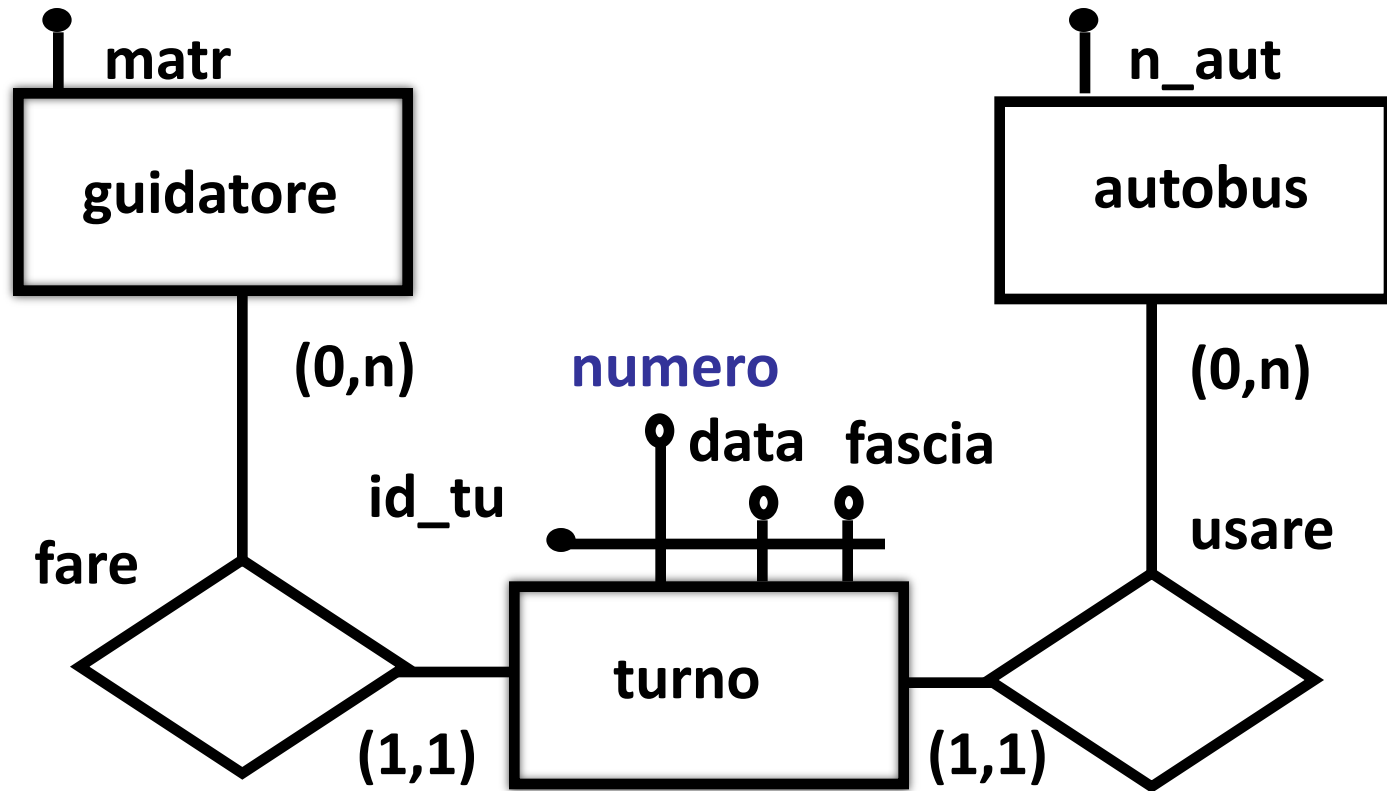 matr
n_aut
guidatore
autobus
(0,n)
numero
(0,n)
data
fascia
id_tu
usare
fare
turno
(1,1)
(1,1)